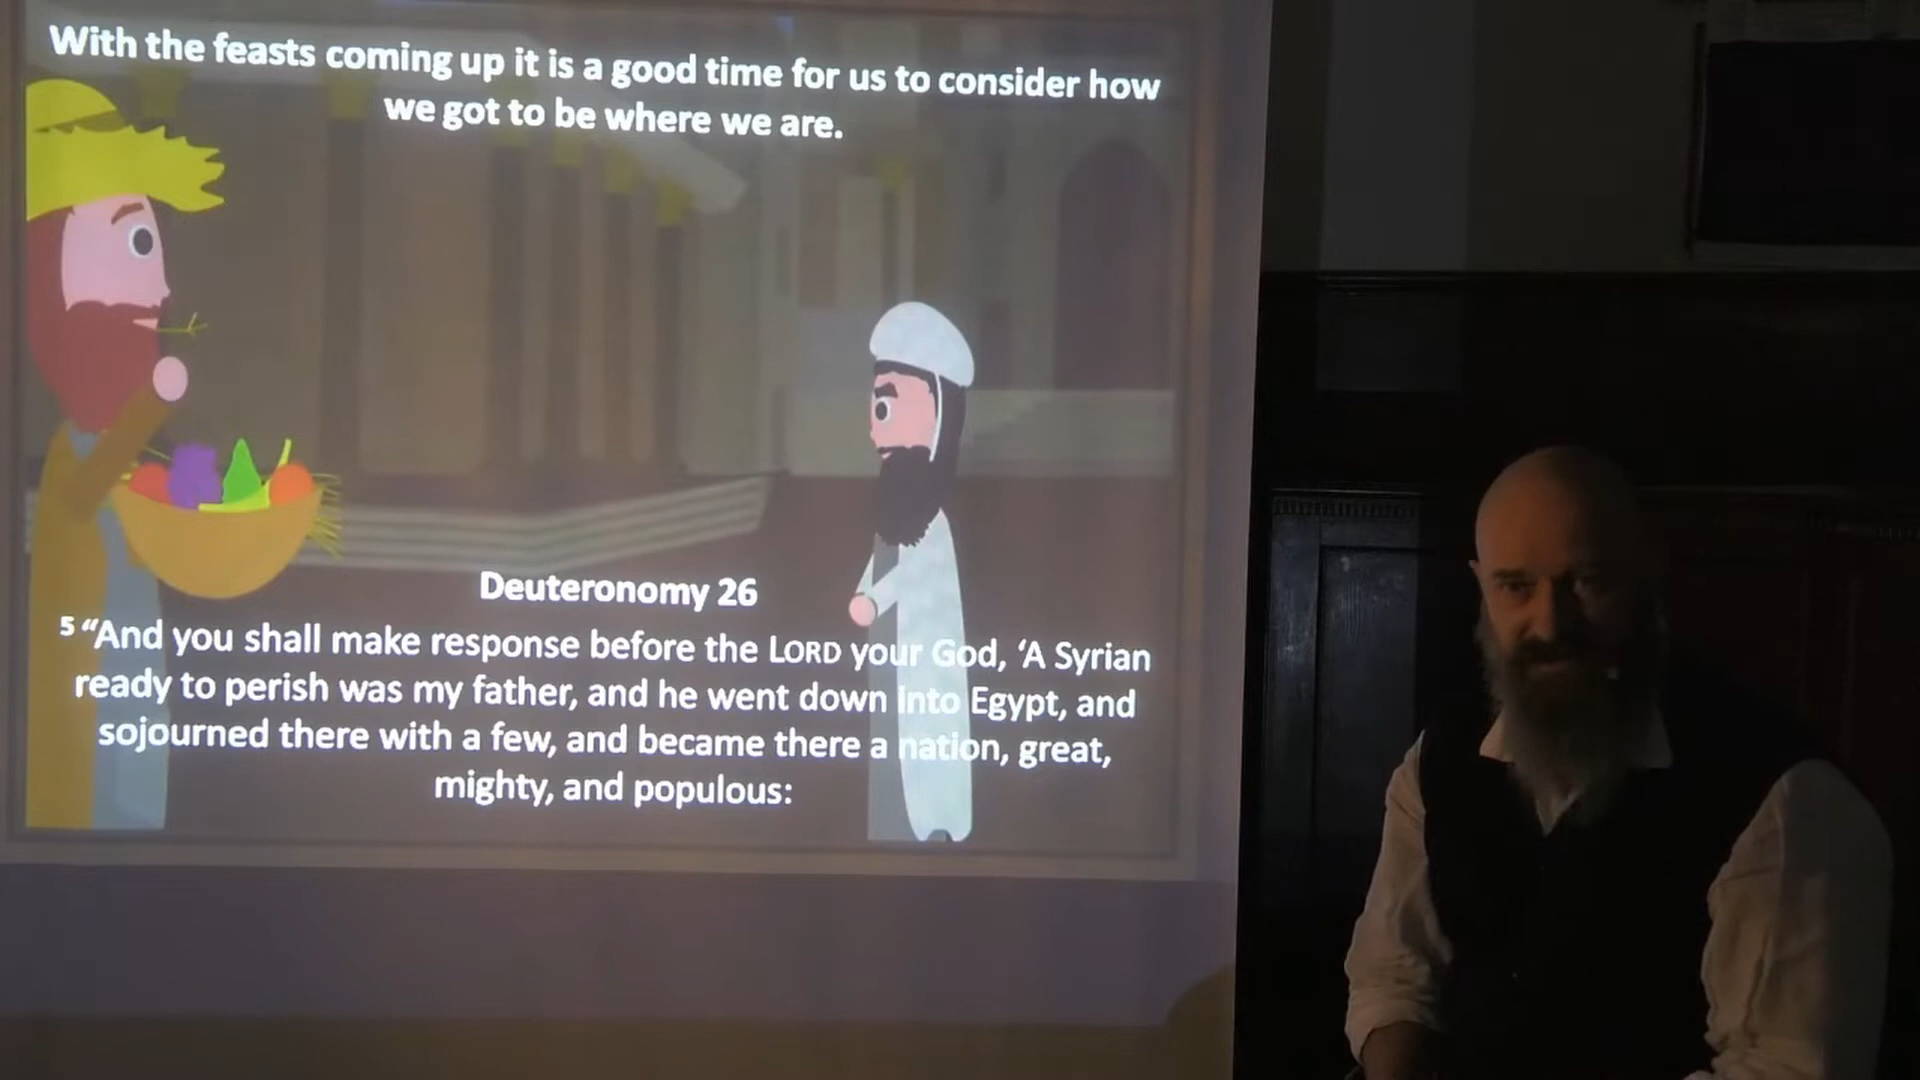 With the feasts coming up it is a good time for us to consider how
we got to be where we are.
Deuteronomy 26
5 “And you shall make response before the LORD your God, ‘A Syrian
ready to perish was my father, and he went down into Egypt, and
sojourned there with a few, and became there a nation, great,
mighty, and populous: